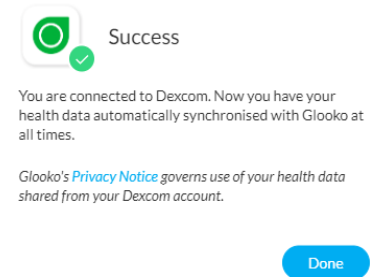 Success
You are connected to Dexcom. Now you have your
health data automatically synchronised with Glooko at
all times.
Glooko's Privacy Notice governs use of your health data
shared from your Dexcom account.
Done